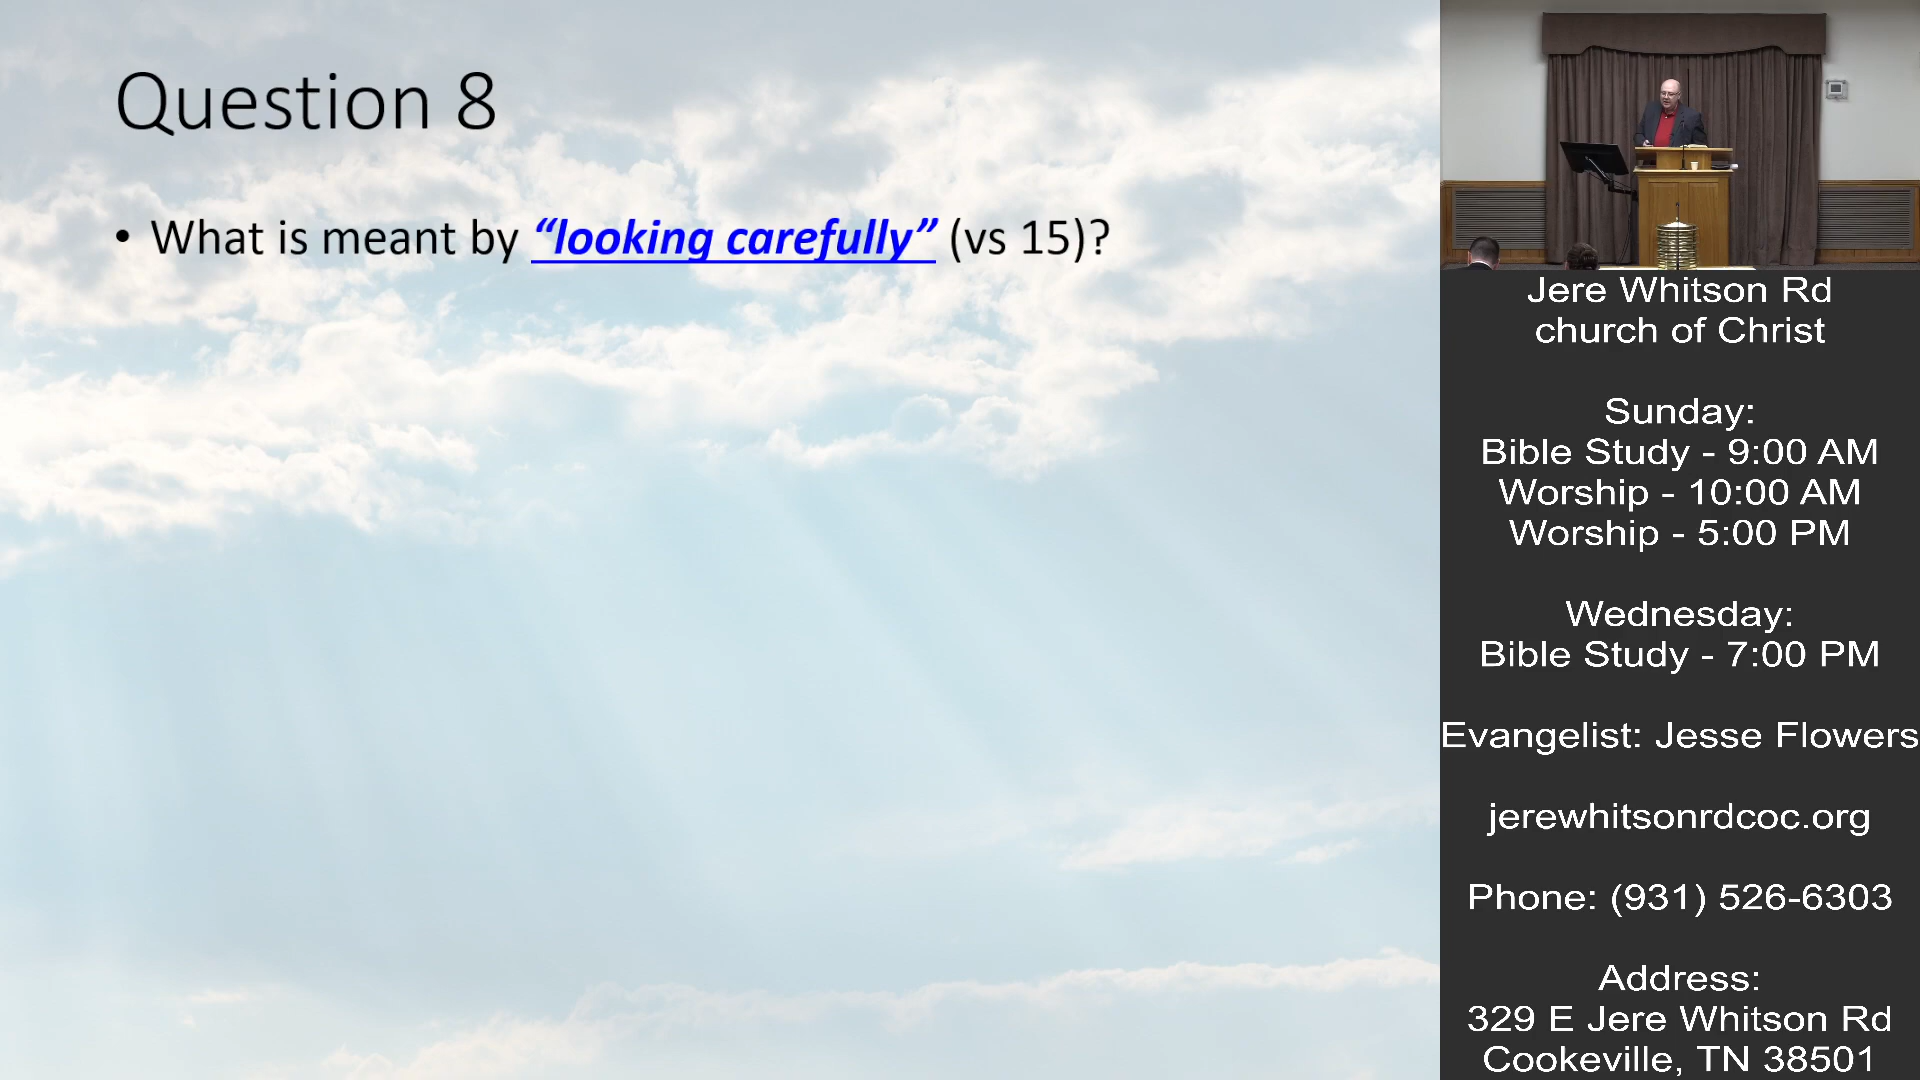 Question 8
• What is meant by “looking carefully” (vs 15)?
Jere Whitson Rd
church of Christ
Sunday:
Bible Study - 9:00 AM
Worship - 10:00 AM
Worship - 5:00 PM
Wednesday:
Bible Study - 7:00 PM
Evangelist: Jesse Flowers
jerewhitsonrdcoc.org
Phone: (931) 526-6303
Address:
329 E Jere Whitson Rd
Cookeville, TN 38501